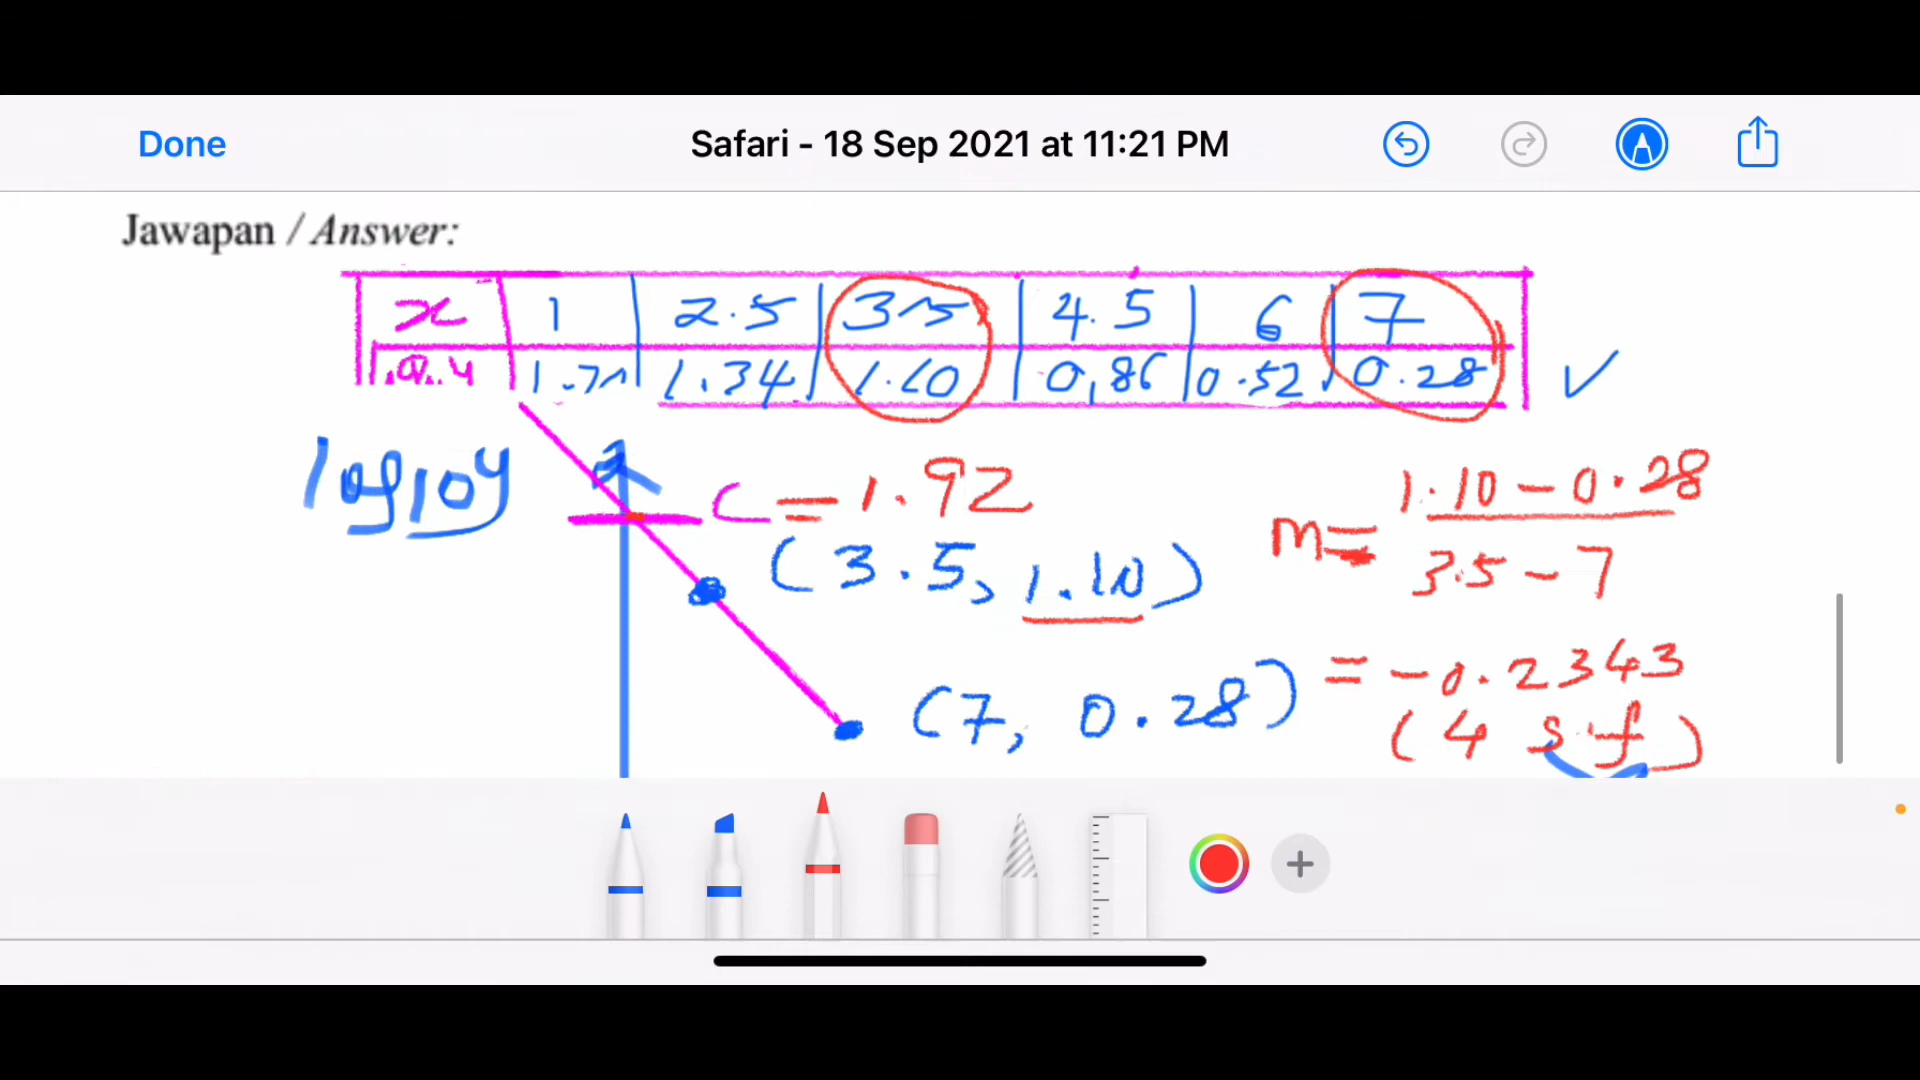 Done
Safari - 18 Sep 2021 at 11:21 PM
Jawapan / Answer:
x 1 2.5 3.5 4.5 6 7
1.34 1.10 0,86 0.52 0.28
log10y
C = 1.92
(3.5, 1.10)
(7, 0.28)
m= 1.10 - 0.28
3.5 - 7
= -0.2343
(4 s.f)